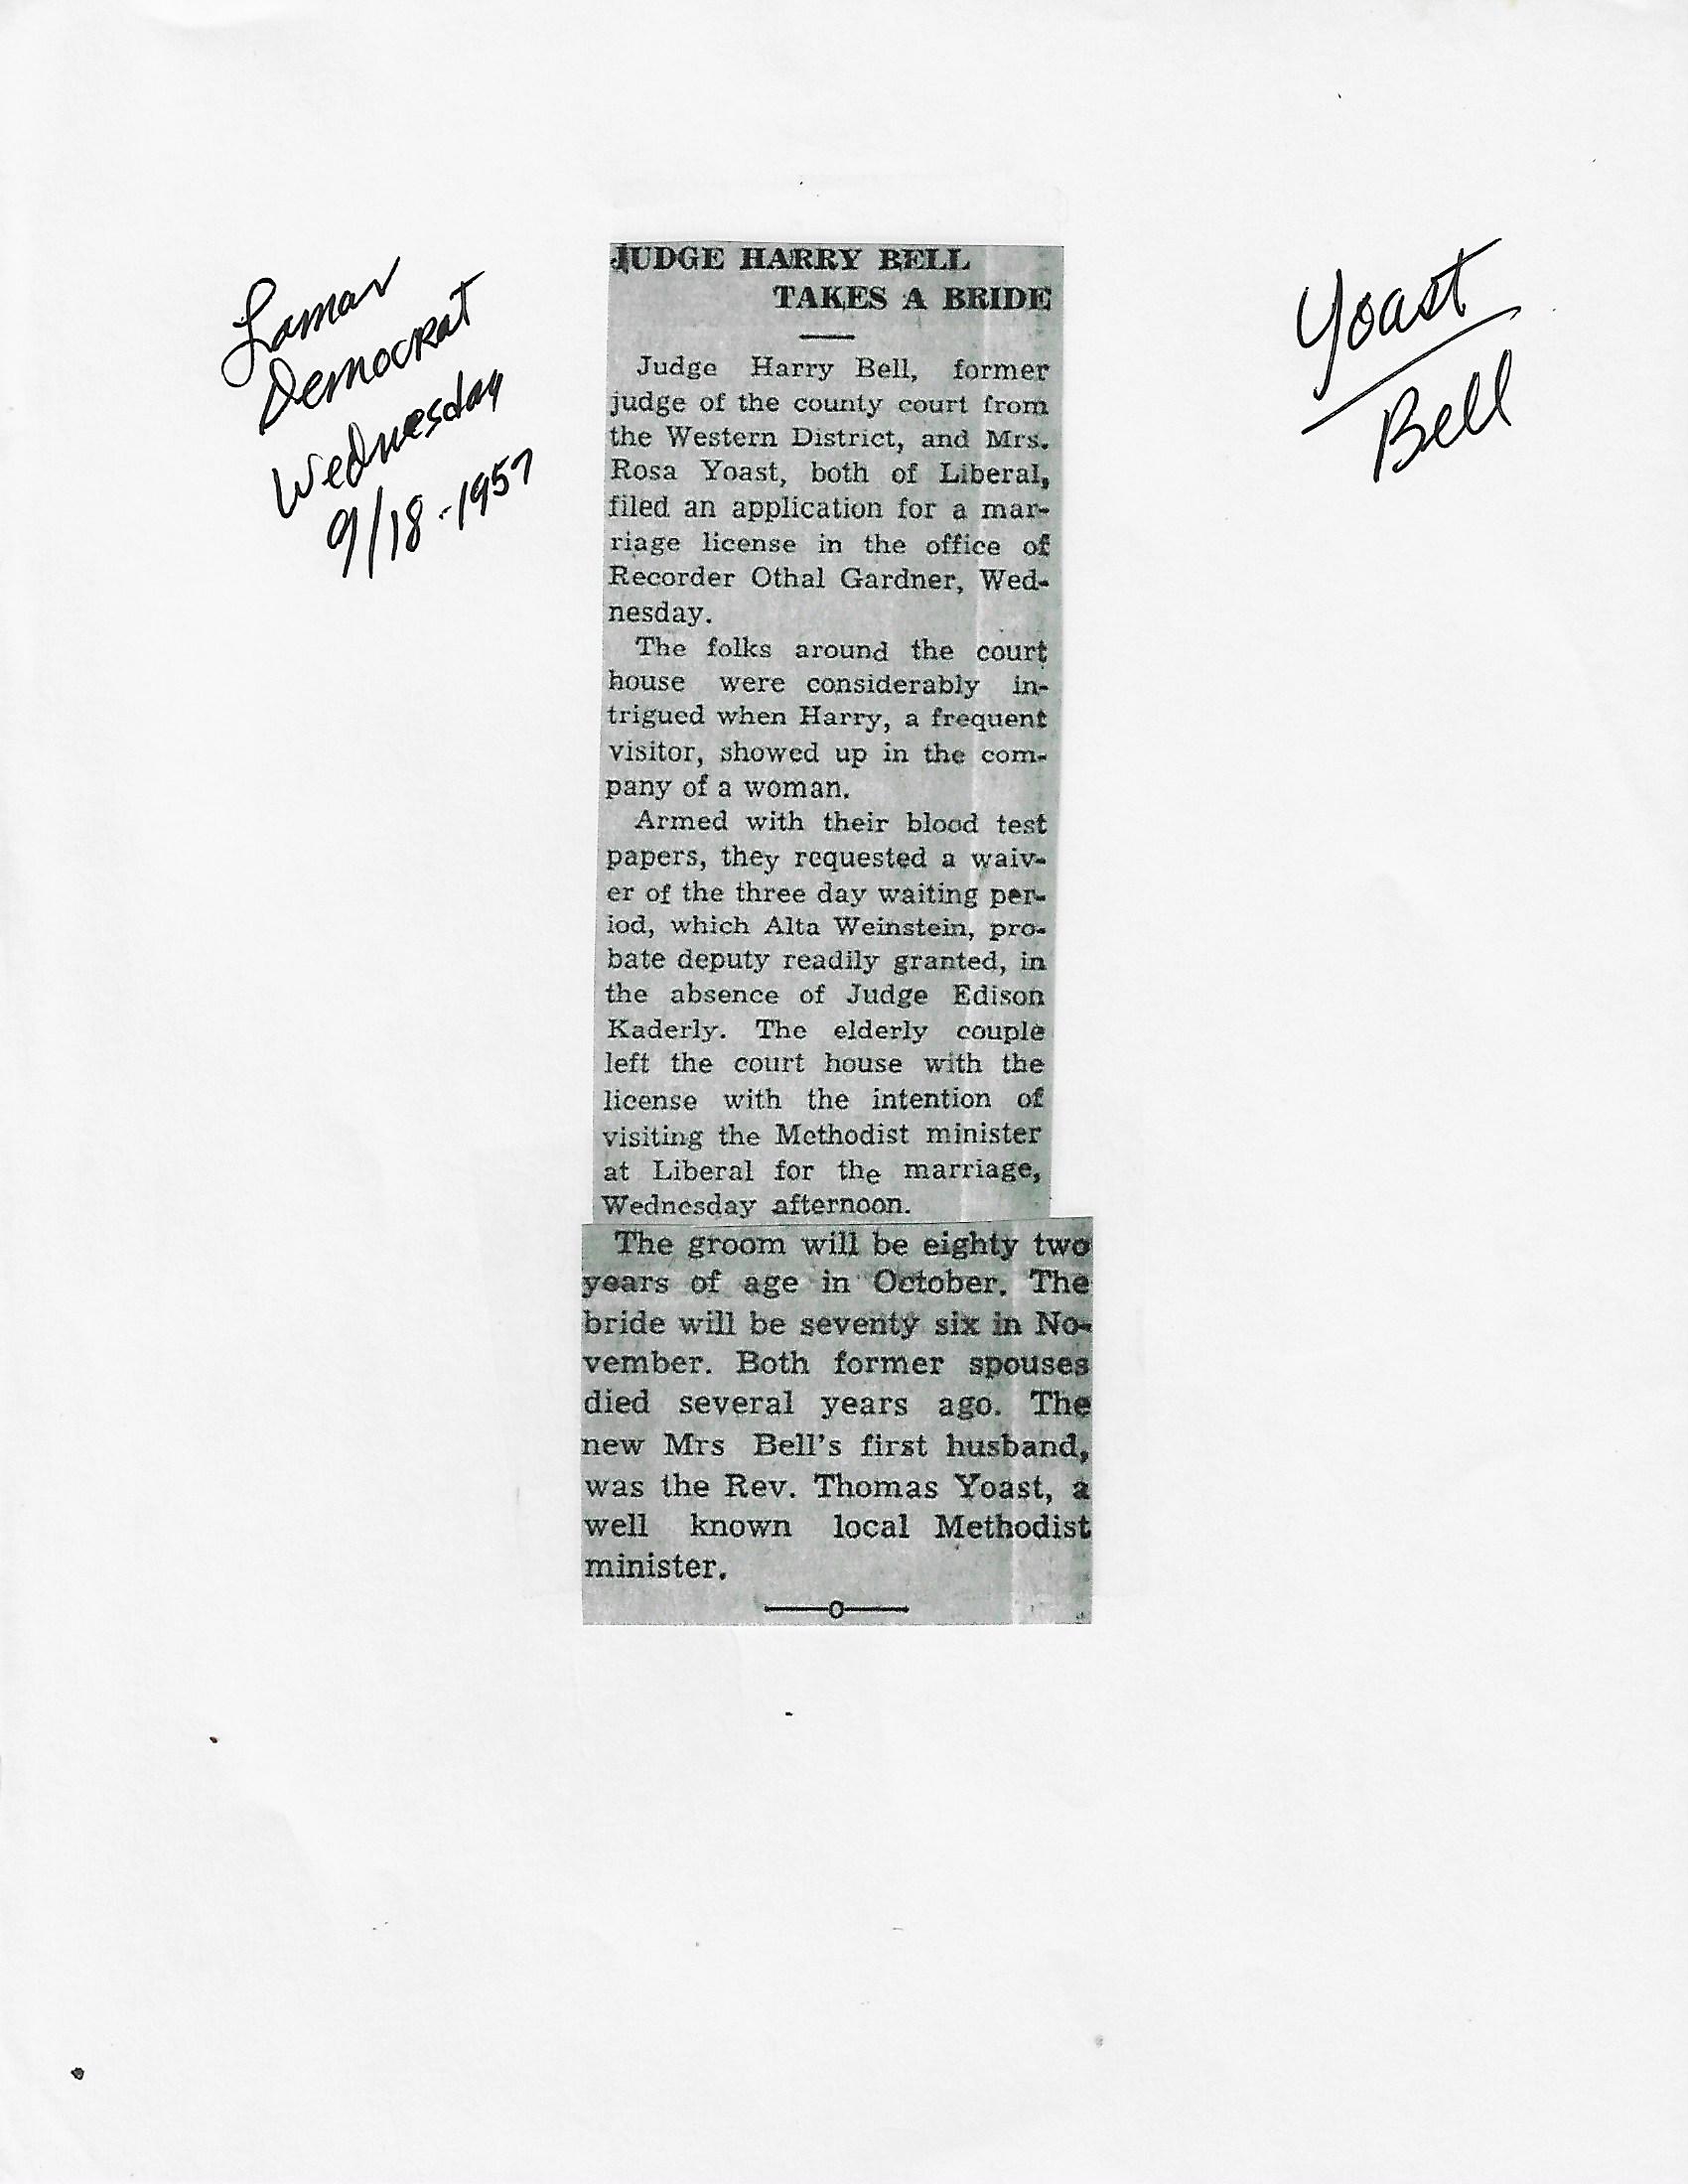 Lamar
Democrat
Wednesday
9/18-1957
Yoast
Bell
JUDGE HARRY BELL
TAKES A BRIDE
Judge Harry Bell, former
judge of the county court from
the Western District, and Mrs.
Rosa Yoast, both of Liberal,
filed an application for a mar-
riage license in the office of
Recorder Othal Gardner, Wed-
nesday.
The folks around the court
house were considerably in-
trigued when Harry, a frequent
visitor, showed up in the com-
pany of a woman.
Armed with their blood test
papers, they requested a waiv-
er of the three day waiting per-
iod, which Alta Weinstein, pro-
bate deputy readily granted, in
the absence of Judge Edison
Kaderly. The elderly couple
left the court house with the
license with the intention of
visiting the Methodist minister
at Liberal for the marriage,
Wednesday afternoon.
The groom will be eighty two
years of age in October. The
bride will be seventy six in No-
vember. Both former spouses
died several years ago. The
new Mrs Bell's first husband,
was the Rev. Thomas Yoast, a
well known local Methodist
minister.